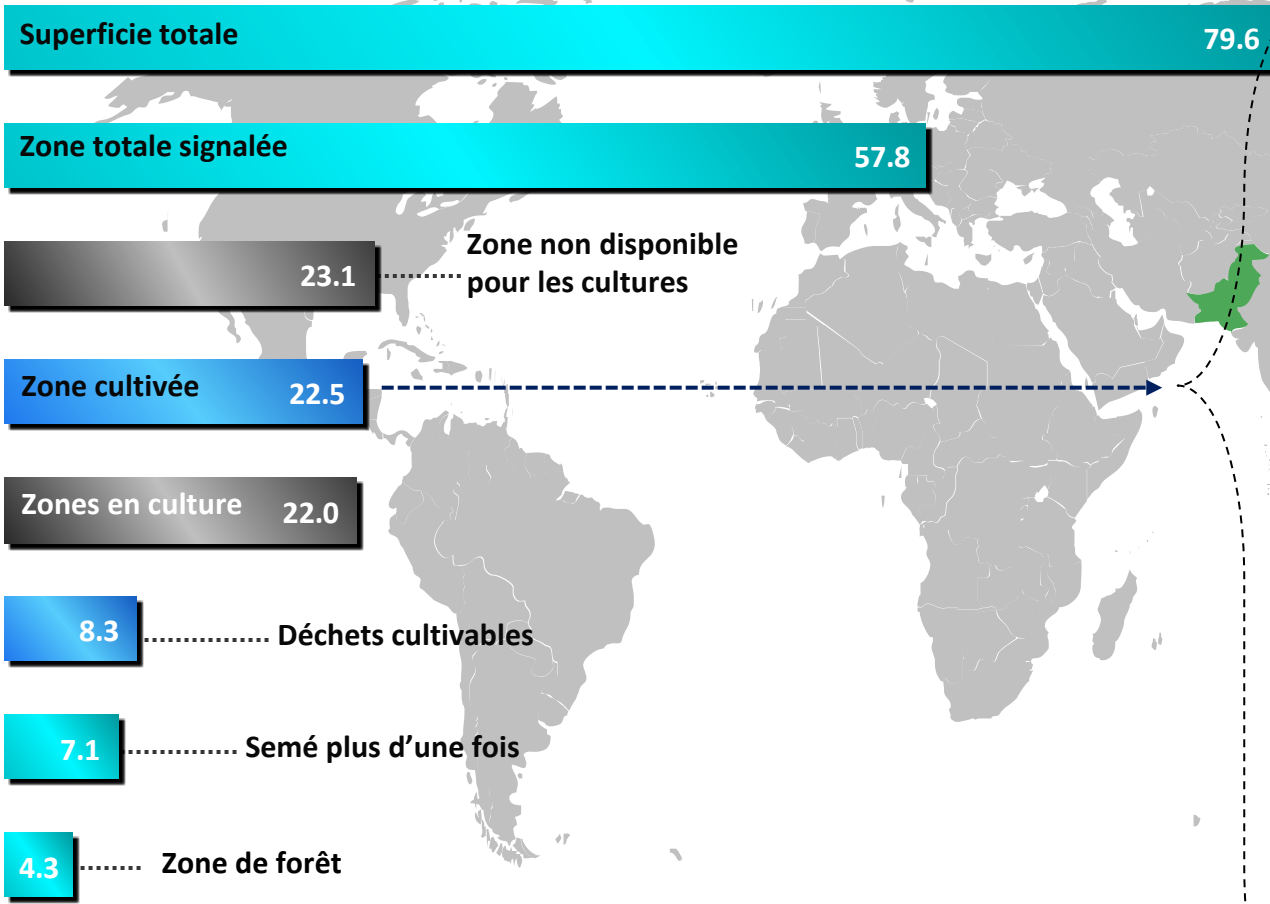 Superficie totale 79.6
Zone totale signalée 57.8
23.1 Zone non disponible
pour les cultures
Zone cultivée 22.5
Zones en culture 22.0
8.3 Déchets cultivables
7.1 Semé plus d’une fois
4.3 Zone de forêt